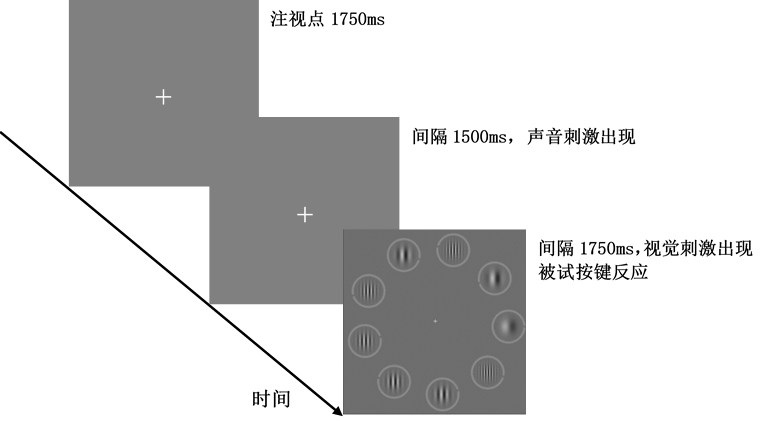 注视点 1750ms
间隔 1500ms，声音刺激出现
间隔 1750ms,视觉刺激出现
被试按键反应
时间